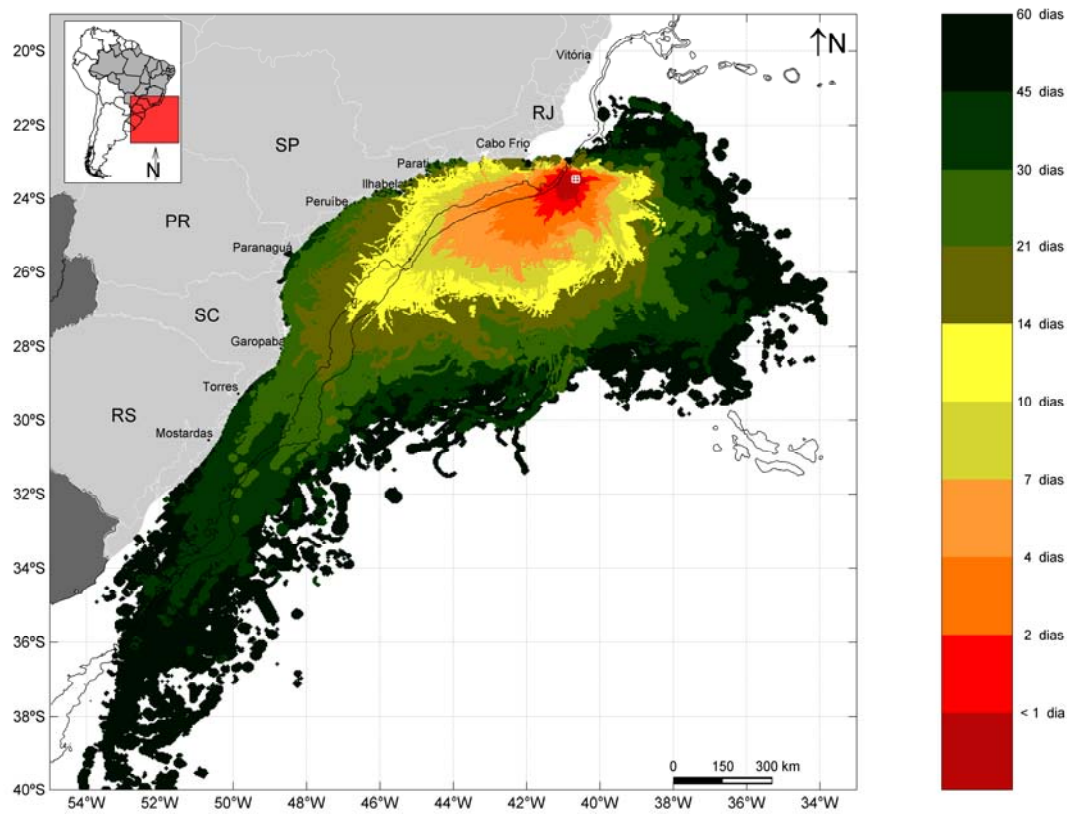 60 dias
20°S
↑N
Vitória
45 dias
RJ
22°S
SP
Cabo Frio
30 dias
N
Parati
Ilhabela
24°S
Peruíbe
21 dias
PR
Paranaguá
26°S
SC
14 dias
Garopaba
28°S
Torres
10 dias
30°S
RS
Mostardas
7 dias
32°S
4 dias
34°S
2 dias
36°S
< 1 dia
38°S
0 150 300 km
40°S
54°W 52°W 50°W 48°W 46°W 44°W 42°W 40°W 38°W 36°W 34°W